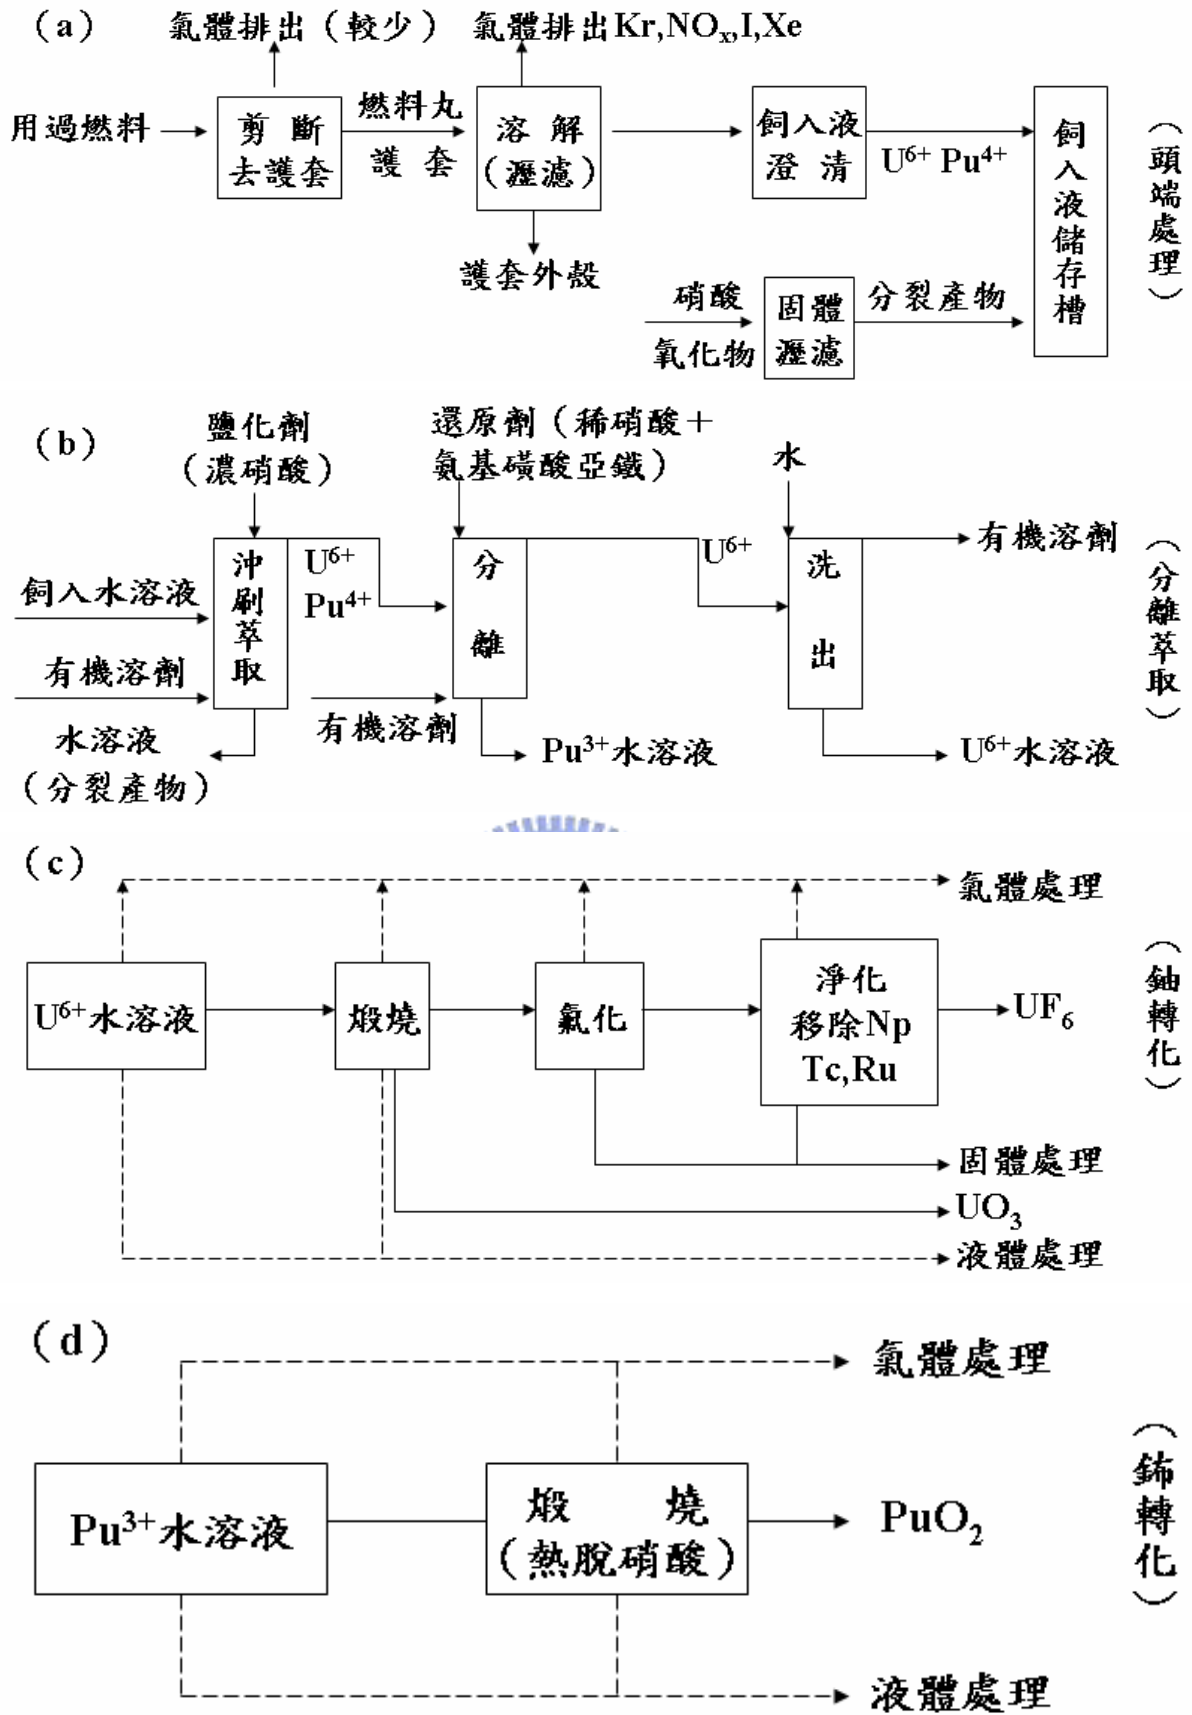 (a)
氣體排出(較少)
氣體排出Kr,NOx,I,Xe
用過燃料
剪斷
去護套
燃料丸
護套
溶解
(瀝濾)
護套外殼
飼入液
澄清
U⁶⁺ Pu⁴⁺
飼入液儲存槽
硝酸
氧化物
固體
瀝濾
分裂產物
(頭端處理)
(b)
鹽化劑
(濃硝酸)
還原劑(稀硝酸+
氨基磺酸亞鐵)
水
飼入水溶液
有機溶劑
水溶液
(分裂產物)
沖刷萃取
U⁶⁺
Pu⁴⁺
有機溶劑
分離
Pu³⁺水溶液
U⁶⁺
洗出
有機溶劑
U⁶⁺水溶液
(分離萃取)
(c)
氣體處理
U⁶⁺水溶液
煅燒
氟化
淨化
移除Np
Tc,Ru
UF₆
固體處理
UO₃
液體處理
(鈾轉化)
(d)
氣體處理
Pu³⁺水溶液
煅燒
(熱脫硝酸)
PuO₂
液體處理
(鈽轉化)